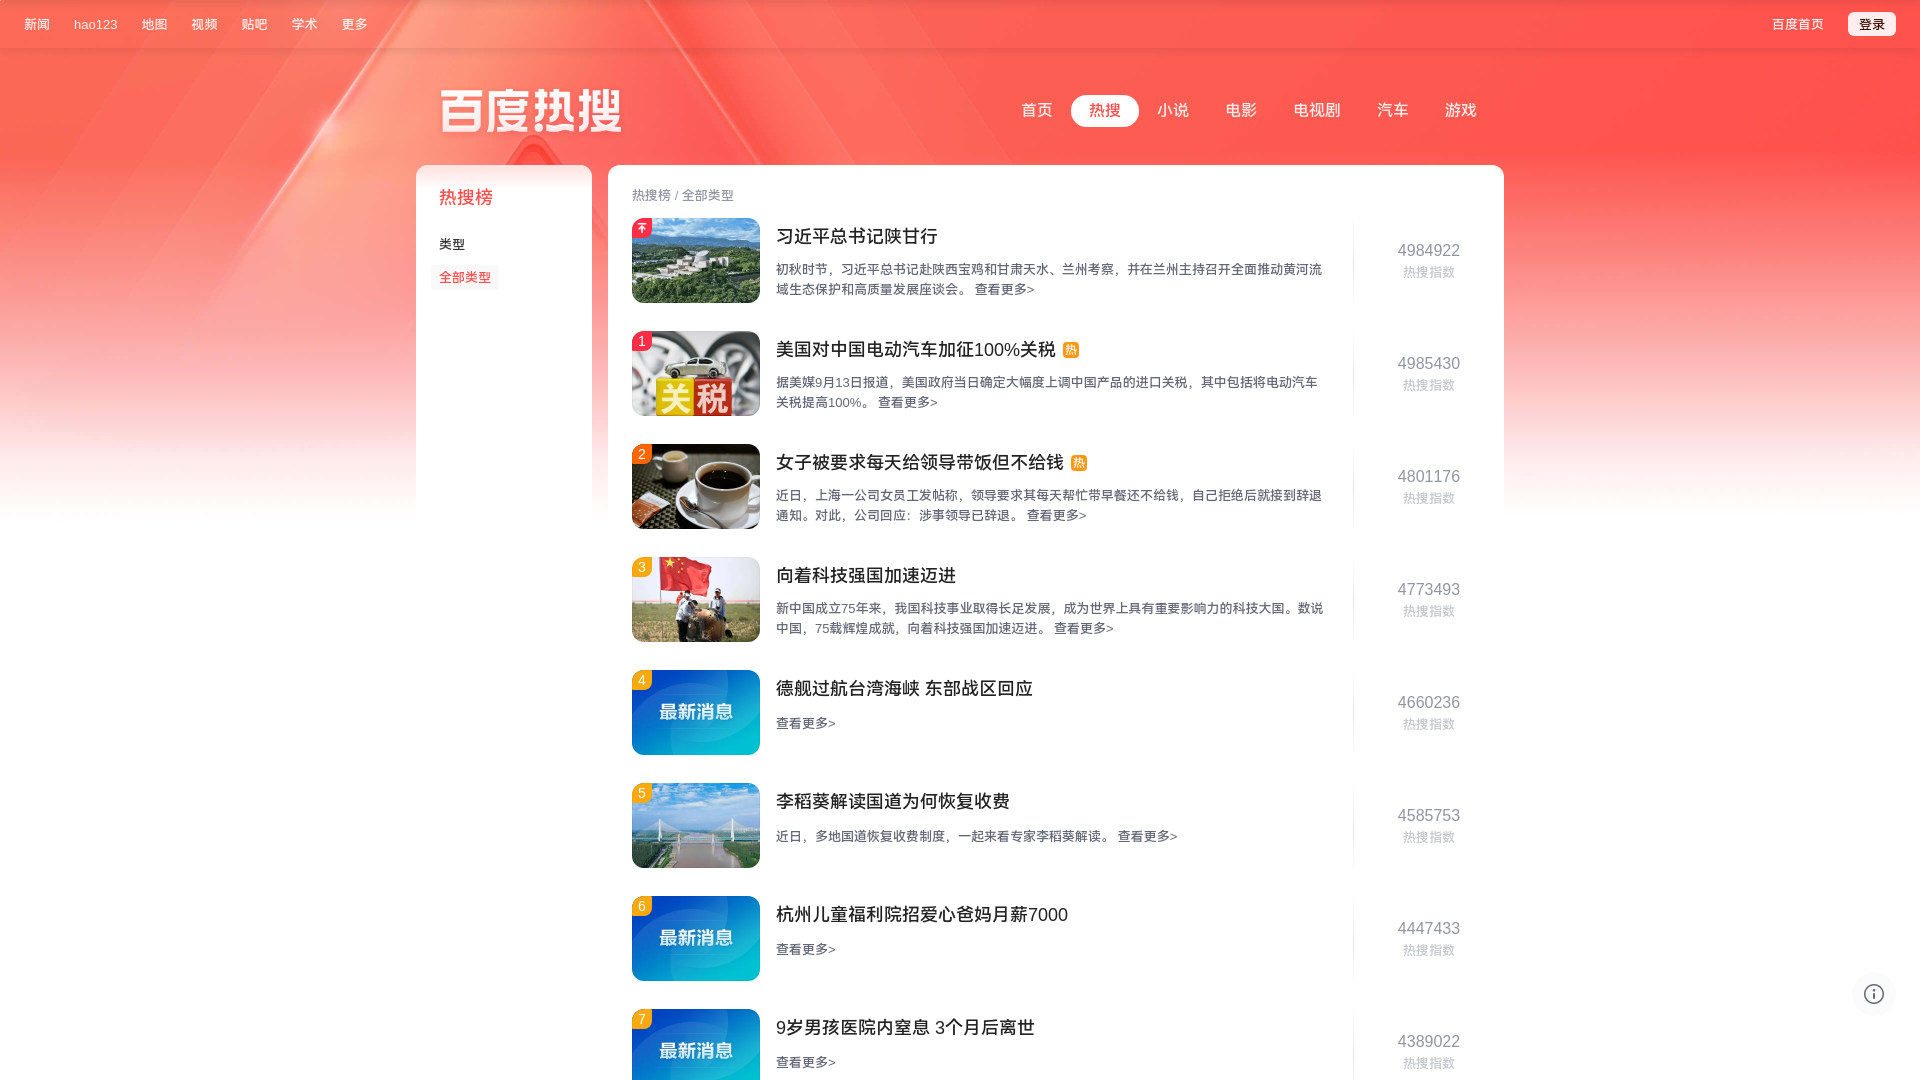 新闻
hao123
地图
视频
贴吧
学术
更多
百度首页
登录
百度热搜
首页
热搜
小说
电影
电视剧
汽车
游戏
热搜榜
类型
全部类型
热搜榜 / 全部类型
习近平总书记陕甘行
初秋时节，习近平总书记赴陕西宝鸡和甘肃天水、兰州考察，并在兰州主持召开全面推动黄河流
域生态保护和高质量发展座谈会。 查看更多>
4984922
热搜指数
1
关税
美国对中国电动汽车加征100%关税 热
据美媒9月13日报道，美国政府当日确定大幅度上调中国产品的进口关税，其中包括将电动汽车
关税提高100%。 查看更多>
4985430
热搜指数
2
女子被要求每天给领导带饭但不给钱 热
近日，上海一公司女员工发帖称，领导要求其每天帮忙带早餐还不给钱，自己拒绝后就接到辞退
通知。对此，公司回应：涉事领导已辞退。 查看更多>
4801176
热搜指数
3
向着科技强国加速迈进
新中国成立75年来，我国科技事业取得长足发展，成为世界上具有重要影响力的科技大国。数说
中国，75载辉煌成就，向着科技强国加速迈进。 查看更多>
4773493
热搜指数
4
最新消息
德舰过航台湾海峡 东部战区回应
查看更多>
4660236
热搜指数
5
李稻葵解读国道为何恢复收费
近日，多地国道恢复收费制度，一起来看专家李稻葵解读。 查看更多>
4585753
热搜指数
6
最新消息
杭州儿童福利院招爱心爸妈月薪7000
查看更多>
4447433
热搜指数
7
最新消息
9岁男孩医院内窒息 3个月后离世
查看更多>
4389022
热搜指数